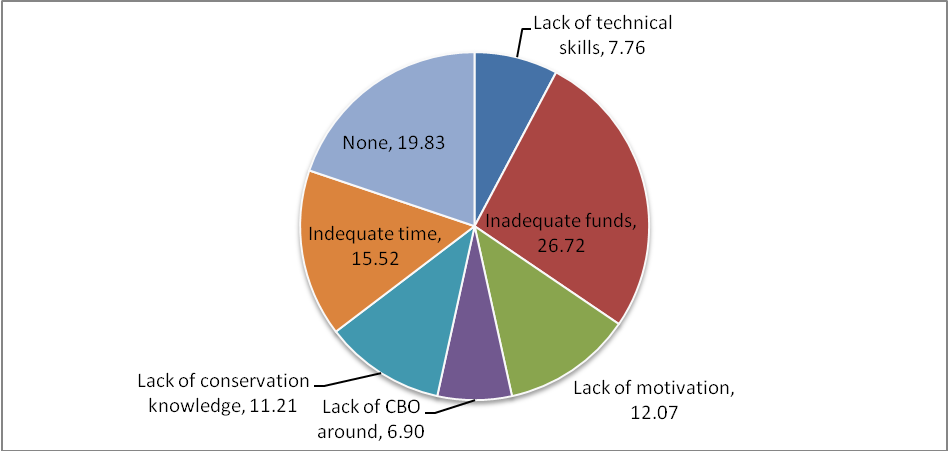 Lack of technical
skills, 7.76
None, 19.83
Inadequate funds,
26.72
Indequate time,
15.52
Lack of conservation
knowledge, 11.21
Lack of CBO
around, 6.90
Lack of motivation,
12.07